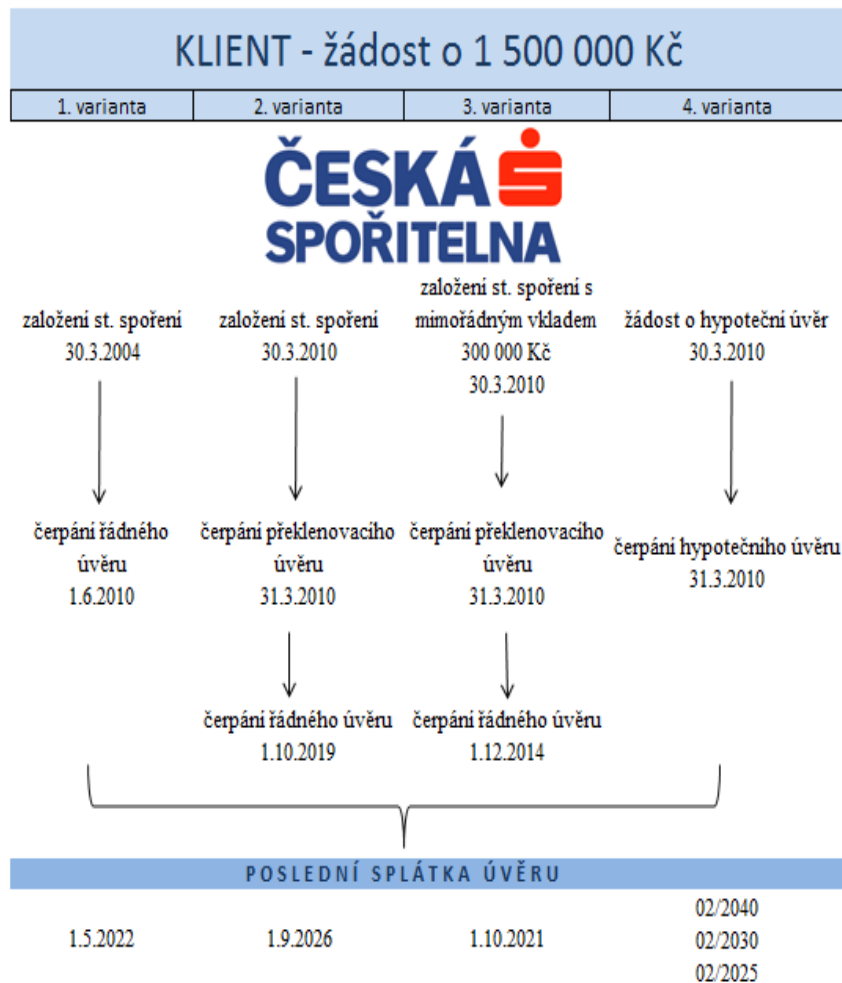 KLIENT - žádost o 1 500 000 Kč
1. varianta
2. varianta
3. varianta
4. varianta
ČESKÁ
SPOŘITELNA
založení st. spoření
30.3.2004
založení st. spoření
30.3.2010
založení st. spoření s
mimořádným vkladem
300 000 Kč
30.3.2010
žádost o hypoteční úvěr
30.3.2010
čerpání řádného
úvěru
1.6.2010
čerpání překlenovacího
úvěru
31.3.2010
čerpání překlenovacího
úvěru
31.3.2010
čerpání hypotečního úvěru
31.3.2010
čerpání řádného úvěru
1.10.2019
čerpání řádného úvěru
1.12.2014
POSLEDNÍ SPLÁTKA ÚVĚRU
1.5.2022
1.9.2026
1.10.2021
02/2040
02/2030
02/2025